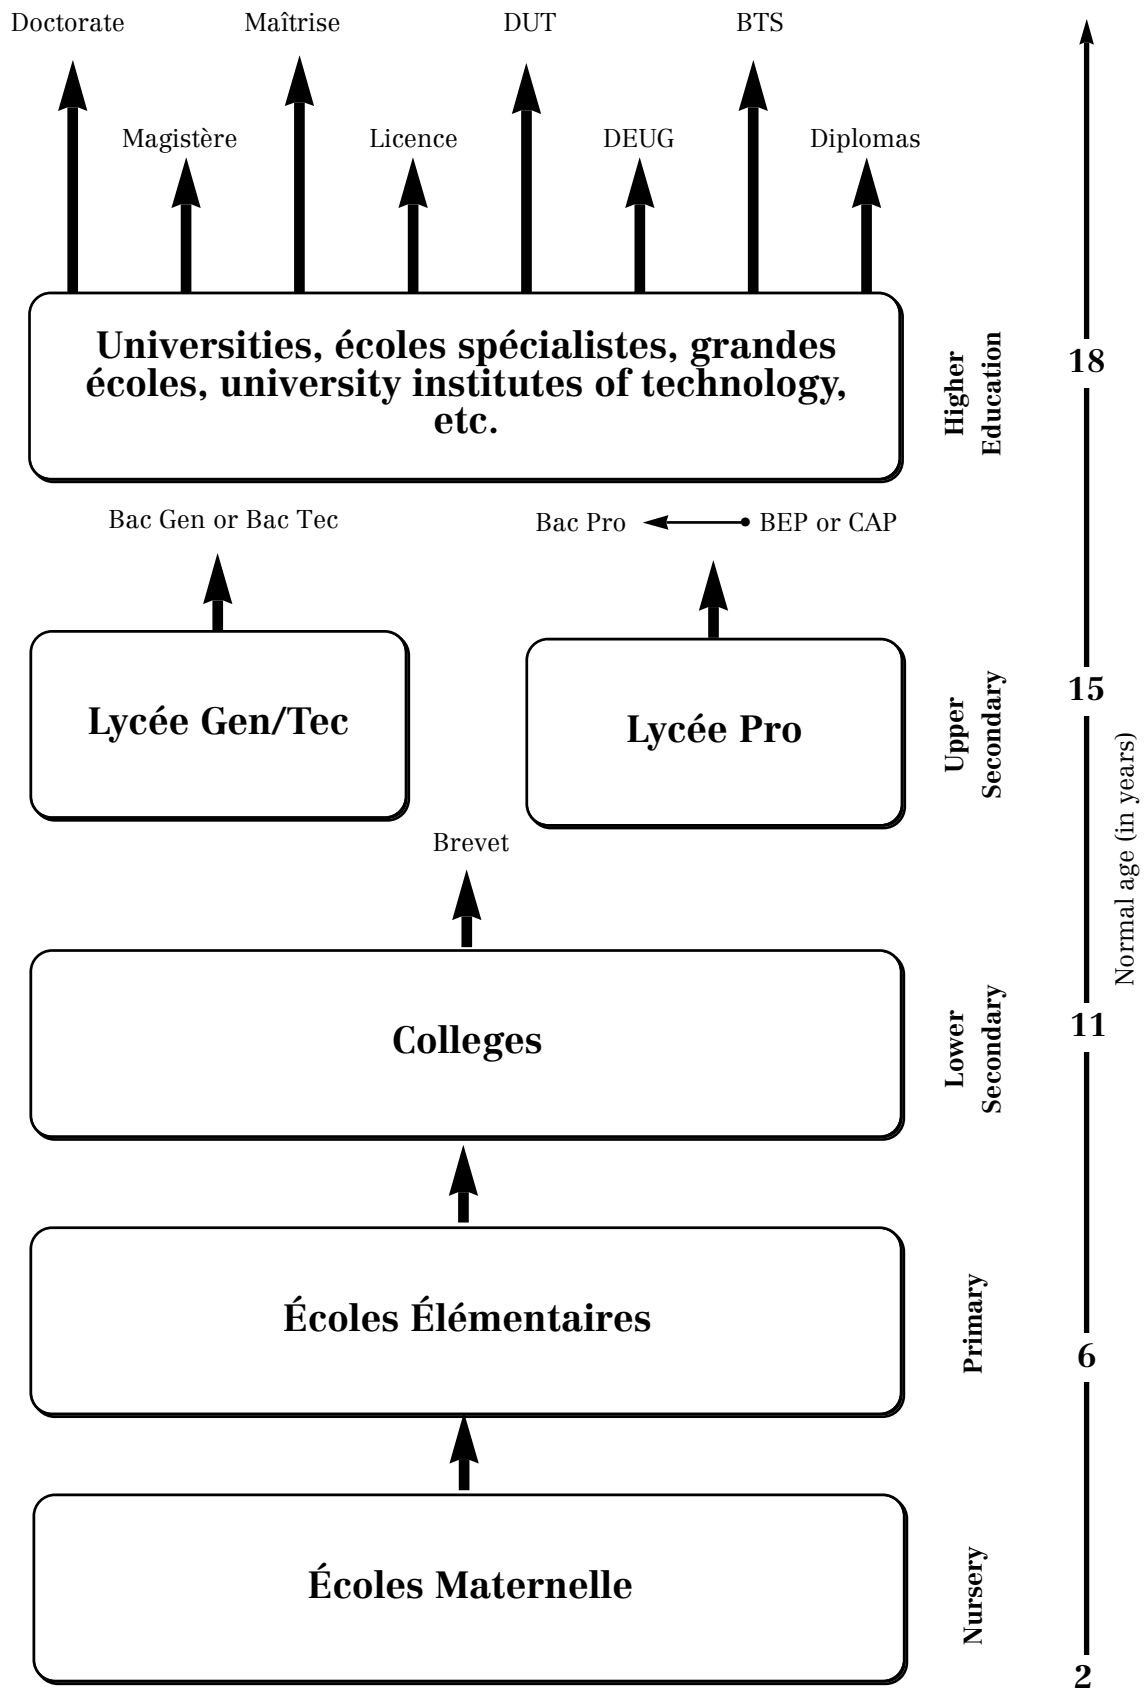 Doctorate
Maîtrise
DUT
BTS
Magistère
Licence
DEUG
Diplomas
Universities, écoles spécialistes, grandes
écoles, university institutes of technology,
etc.
Higher
Education
18
Bac Gen or Bac Tec
Bac Pro
BEP or CAP
Lycée Gen/Tec
Lycée Pro
Upper
Secondary
15
Normal age (in years)
Brevet
Colleges
Lower
Secondary
11
Écoles Élémentaires
Primary
6
Écoles Maternelle
Nursery
2